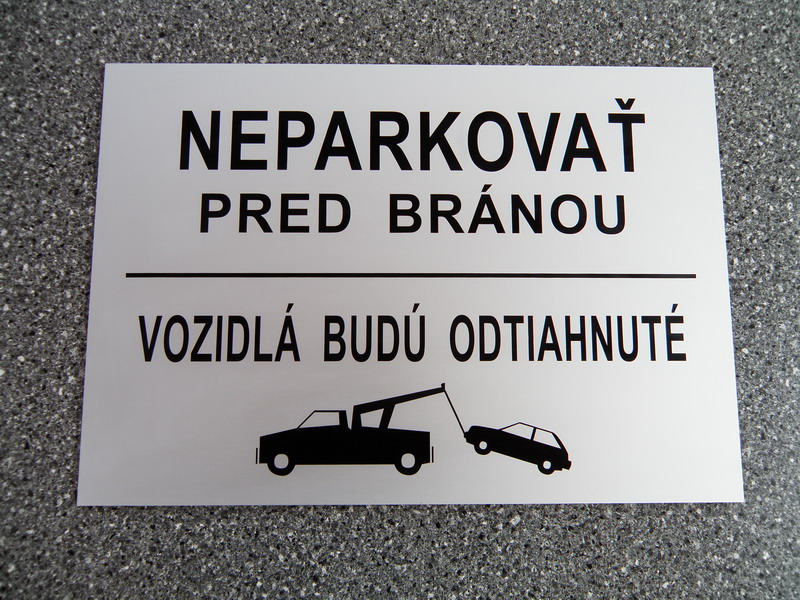 NEPARKOVAŤ
PRED BRÁNOU
VOZIDLÁ BUDÚ ODTIAHNUTÉ